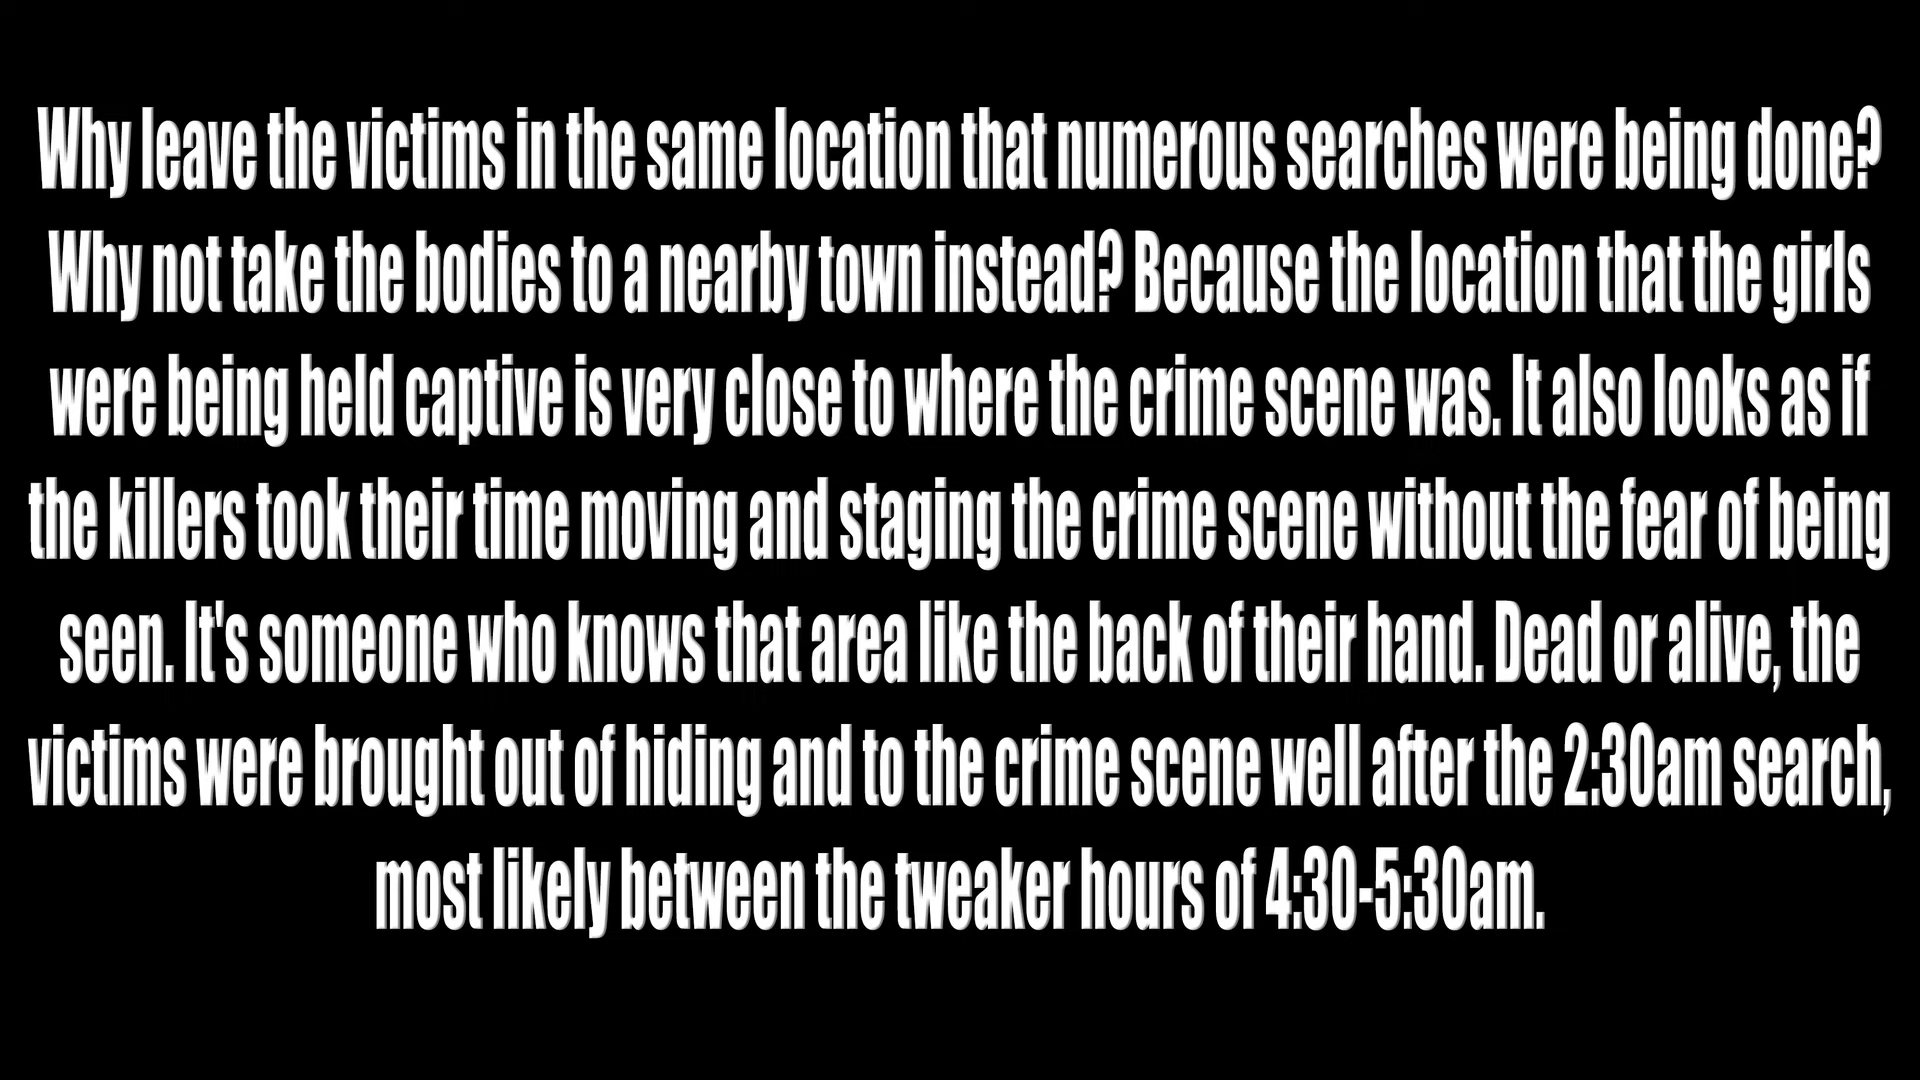 Why leave the victims in the same location that numerous searches were being done?
Why not take the bodies to a nearby town instead? Because the location that the girls
were being held captive is very close to where the crime scene was. It also looks as if
the killers took their time moving and staging the crime scene without the fear of being
seen. It's someone who knows that area like the back of their hand. Dead or alive, the
victims were brought out of hiding and to the crime scene well after the 2:30am search,
most likely between the tweaker hours of 4:30-5:30am.